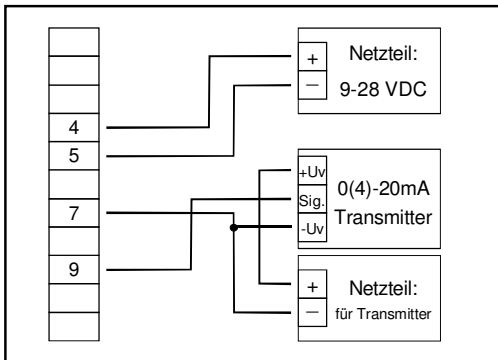 4
5
7
9
+
−
Netzteil:
9-28 VDC
+Uv
Sig.
-Uv
0(4)-20mA
Transmitter
+
−
Netzteil:
für Transmitter